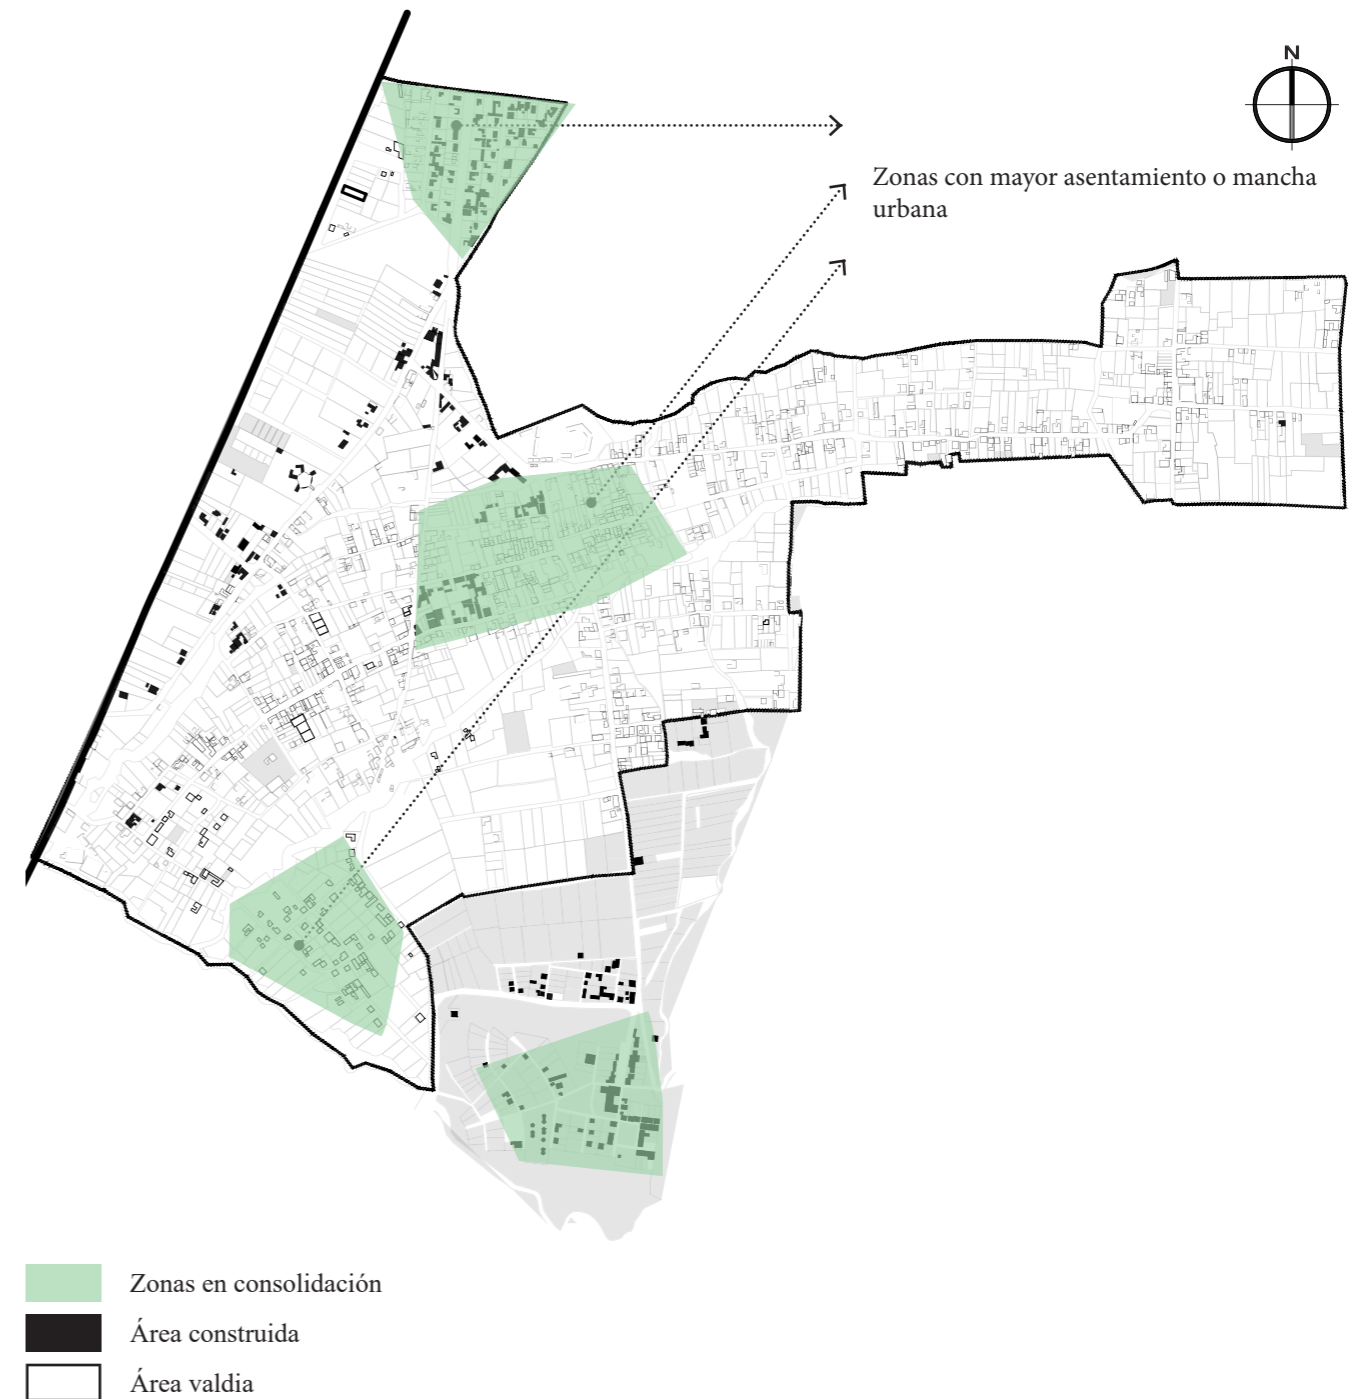 N
Zonas con mayor asentamiento o mancha
urbana
Zonas en consolidación
Área construida
Área valdia